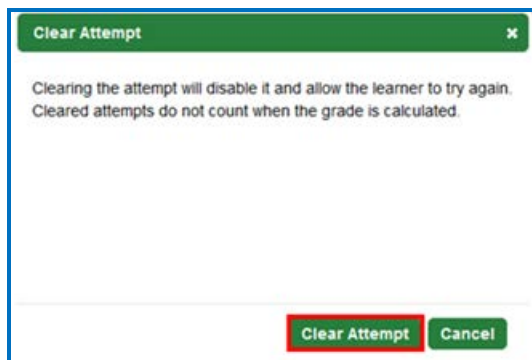 Clear Attempt ×
Clearing the attempt will disable it and allow the learner to try again.
Cleared attempts do not count when the grade is calculated.
Clear Attempt Cancel